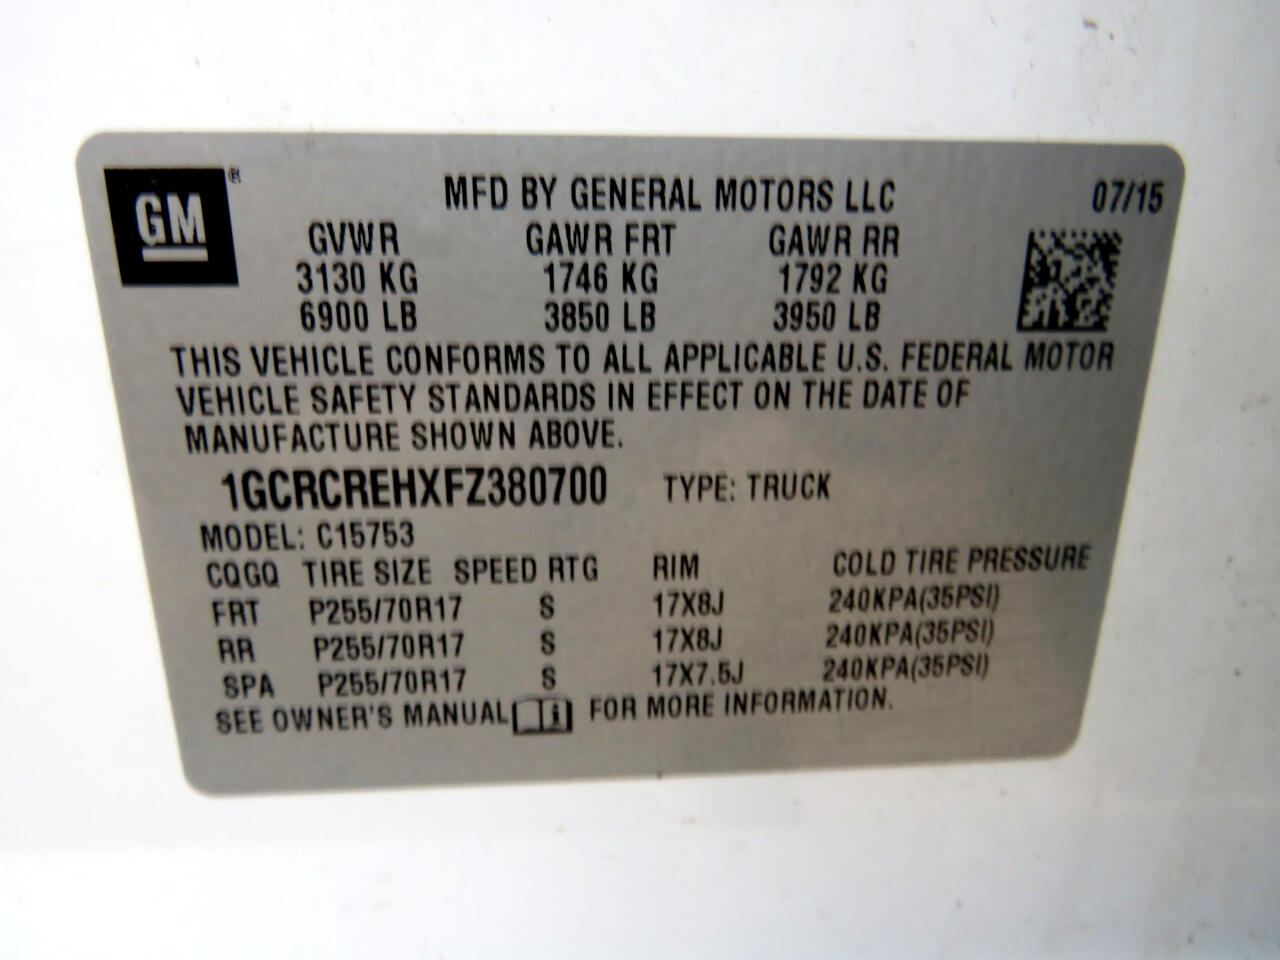 GM ®
MFD BY GENERAL MOTORS LLC 07/15
GVWR GAWR FRT GAWR RR
3130 KG 1746 KG 1792 KG
6900 LB 3850 LB 3950 LB
THIS VEHICLE CONFORMS TO ALL APPLICABLE U.S. FEDERAL MOTOR
VEHICLE SAFETY STANDARDS IN EFFECT ON THE DATE OF
MANUFACTURE SHOWN ABOVE.
1GCRCREHXFZ380700 TYPE: TRUCK
MODEL: C15753
CQGQ TIRE SIZE SPEED RTG RIM COLD TIRE PRESSURE
FRT P255/70R17 S 17X8J 240KPA(35PSI)
RR P255/70R17 S 17X8J 240KPA(35PSI)
SPA P255/70R17 S 17X7.5J 240KPA(35PSI)
SEE OWNER'S MANUAL i FOR MORE INFORMATION.